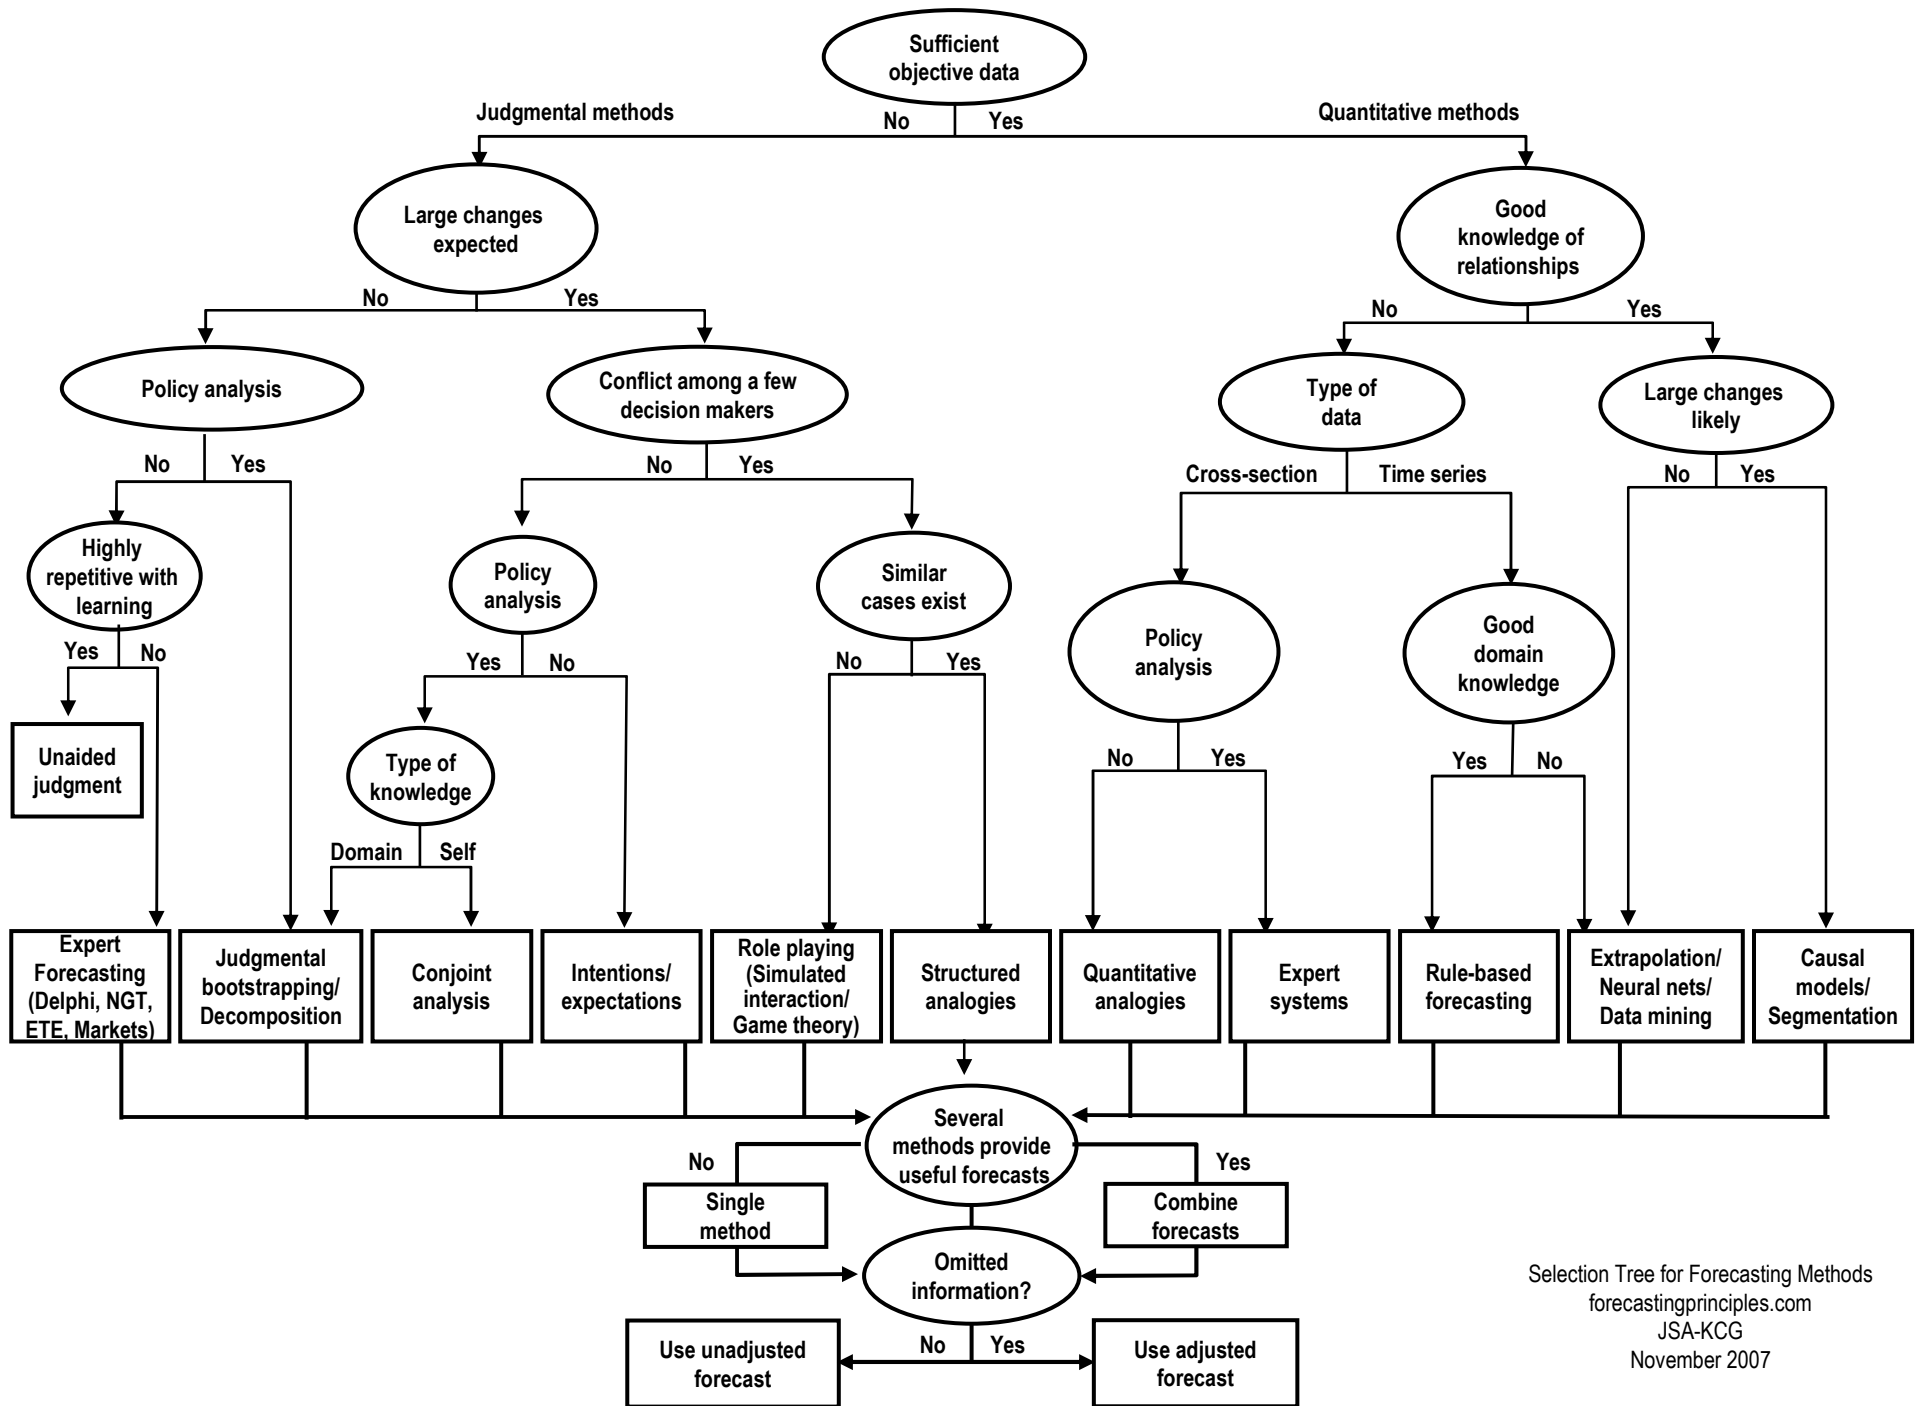 Sufficient
objective data
Judgmental methods
No
Yes
Quantitative methods
Large changes
expected
Good
knowledge of
relationships
No
Yes
No
Yes
Policy analysis
Conflict among a few
decision makers
Type of
data
Large changes
likely
No
Yes
No
Yes
Cross-section
Time series
No
Yes
Highly
repetitive with
learning
Policy
analysis
Similar
cases exist
Policy
analysis
Good
domain
knowledge
Yes
No
Yes
No
No
Yes
No
Yes
Yes
No
Unaided
judgment
Type of
knowledge
Domain
Self
Expert
Forecasting
(Delphi, NGT,
ETE, Markets)
Judgmental
bootstrapping/
Decomposition
Conjoint
analysis
Intentions/
expectations
Role playing
(Simulated
interaction/
Game theory)
Structured
analogies
Quantitative
analogies
Expert
systems
Rule-based
forecasting
Extrapolation/
Neural nets/
Data mining
Causal
models/
Segmentation
Several
methods provide
useful forecasts
No
Yes
Single
method
Combine
forecasts
Omitted
information?
No
Yes
Use unadjusted
forecast
Use adjusted
forecast
Selection Tree for Forecasting Methods
forecastingprinciples.com
JSA-KCG
November 2007